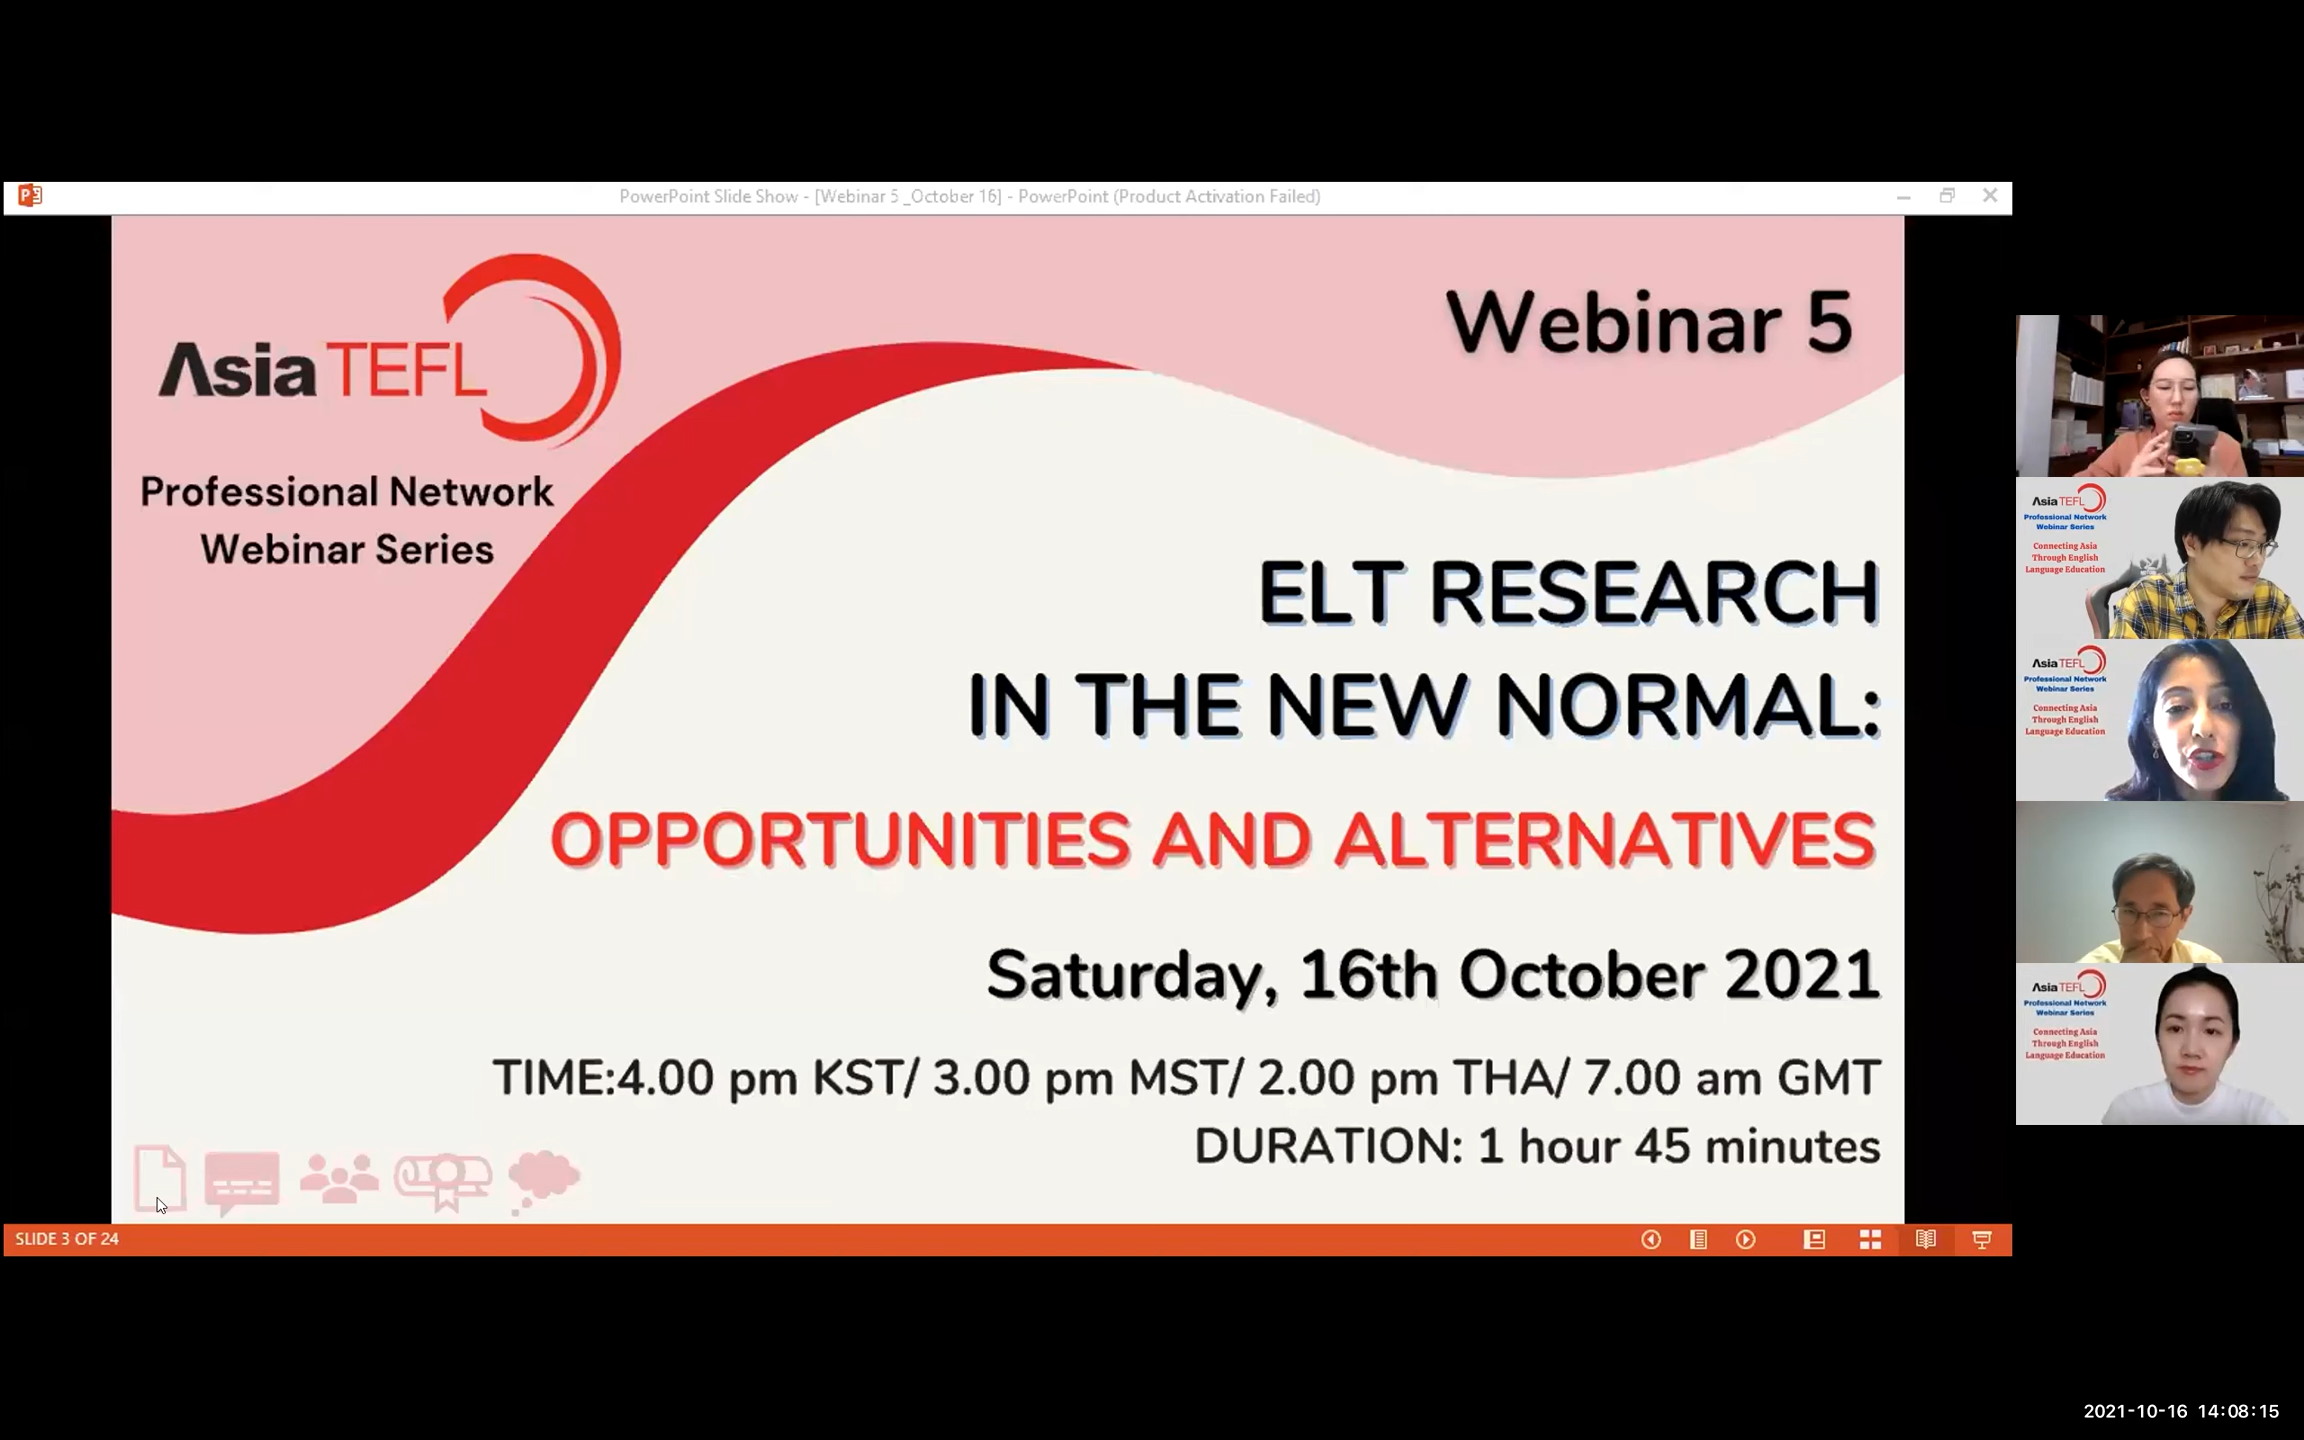 PowerPoint Slide Show - [Webinar 5 _October 16] - PowerPoint (Product Activation Failed)
Asia TEFL
Professional Network
Webinar Series
Webinar 5
ELT RESEARCH
IN THE NEW NORMAL:
OPPORTUNITIES AND ALTERNATIVES
Saturday, 16th October 2021
TIME:4.00 pm KST/ 3.00 pm MST/ 2.00 pm THA/ 7.00 am GMT
DURATION: 1 hour 45 minutes
SLIDE 3 OF 24
Asia TEFL
Professional Network
Webinar Series
Connecting Asia
Through English
Language Education
Asia TEFL
Professional Network
Webinar Series
Connecting Asia
Through English
Language Education
Asia TEFL
Professional Network
Webinar Series
Connecting Asia
Through English
Language Education
2021-10-16 14:08:15